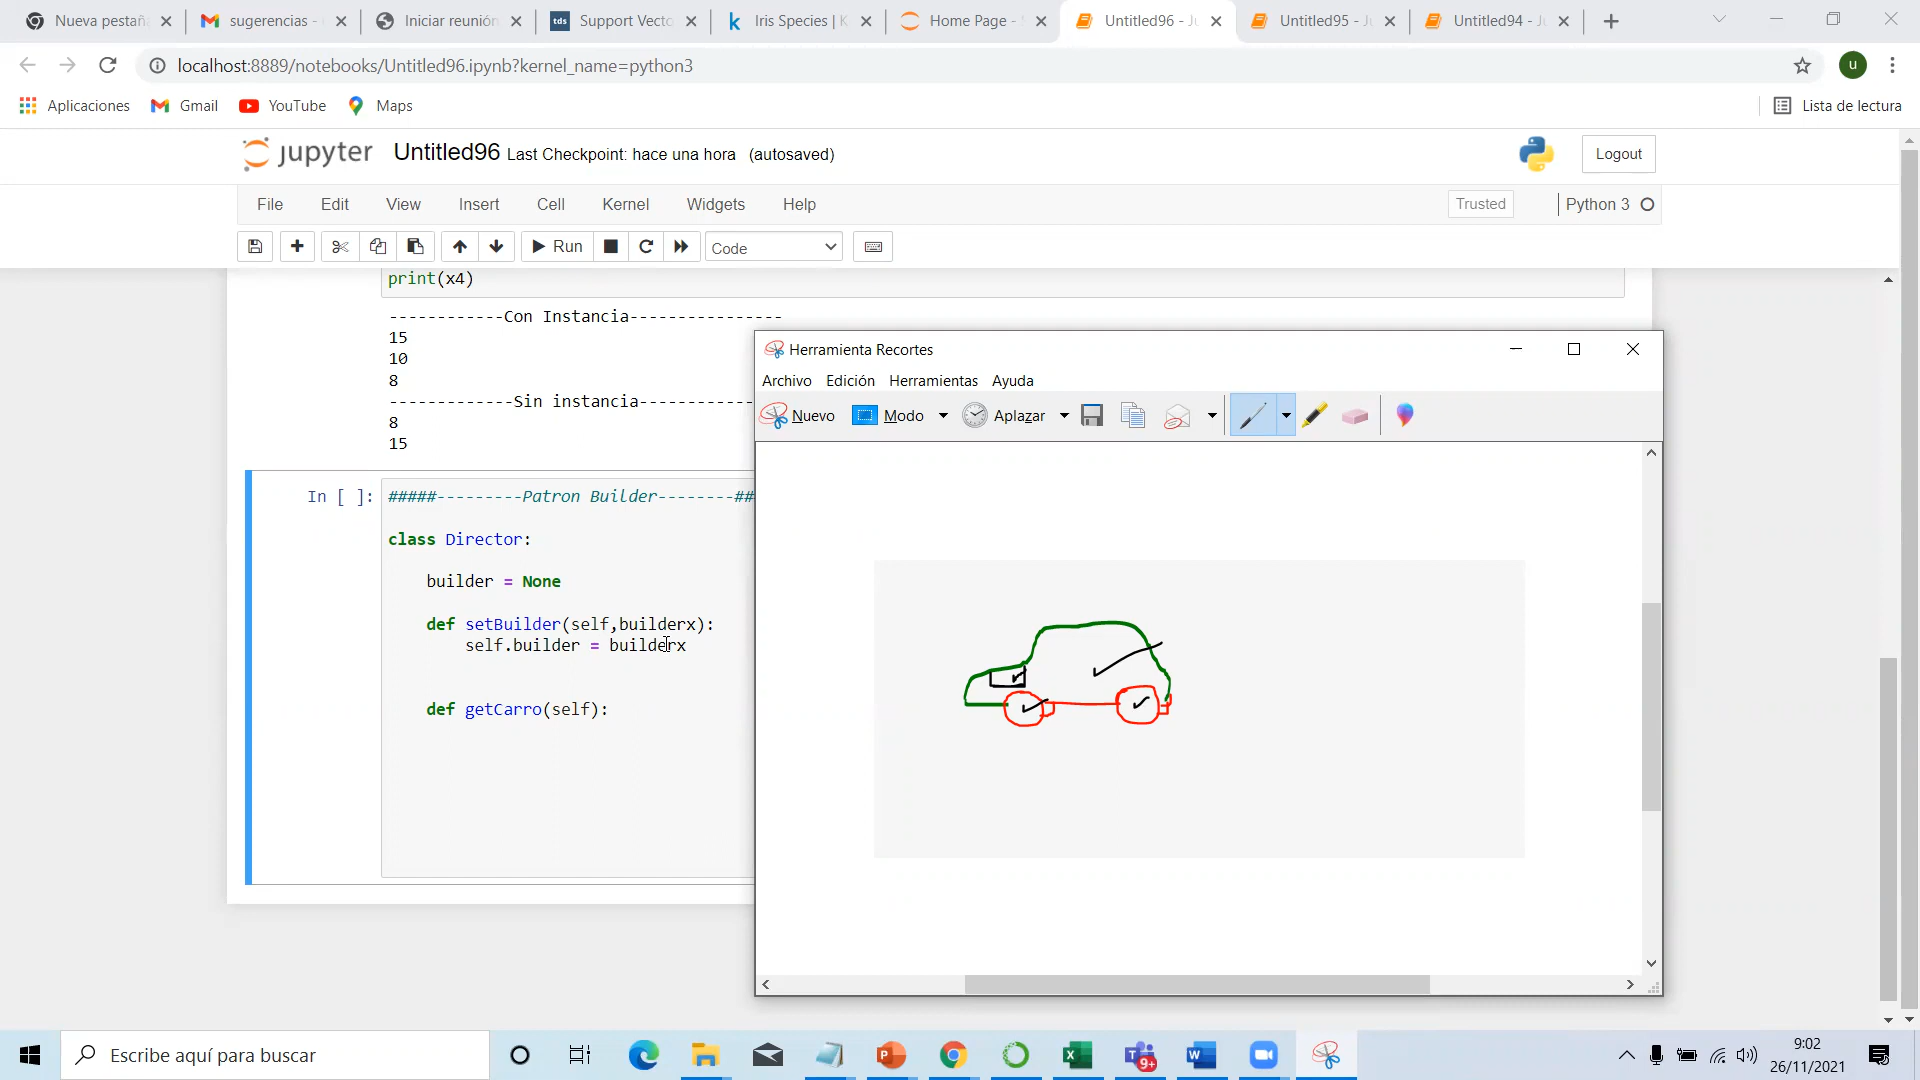 Nueva pestaña
sugerencias -
Iniciar reunión
tds Support Vecto
Iris Species | K
Home Page -
Untitled96 - Ju
Untitled95 - Ju
Untitled94 - Ju
localhost:8889/notebooks/Untitled96.ipynb?kernel_name=python3
u
Aplicaciones Gmail YouTube Maps Lista de lectura
jupyter Untitled96 Last Checkpoint: hace una hora (autosaved) Logout
File Edit View Insert Cell Kernel Widgets Help Trusted Python 3
Run Code
print(x4)
------------Con Instancia----------------
15
10
8
-------------Sin instancia------------
8
15
In [ ]:
#####---------Patron Builder--------##
class Director:
builder = None
def setBuilder(self,builderx):
self.builder = builderx
def getCarro(self):
Herramienta Recortes
Archivo Edición Herramientas Ayuda
Nuevo Modo Aplazar
Escribe aquí para buscar
9+
9:02
26/11/2021